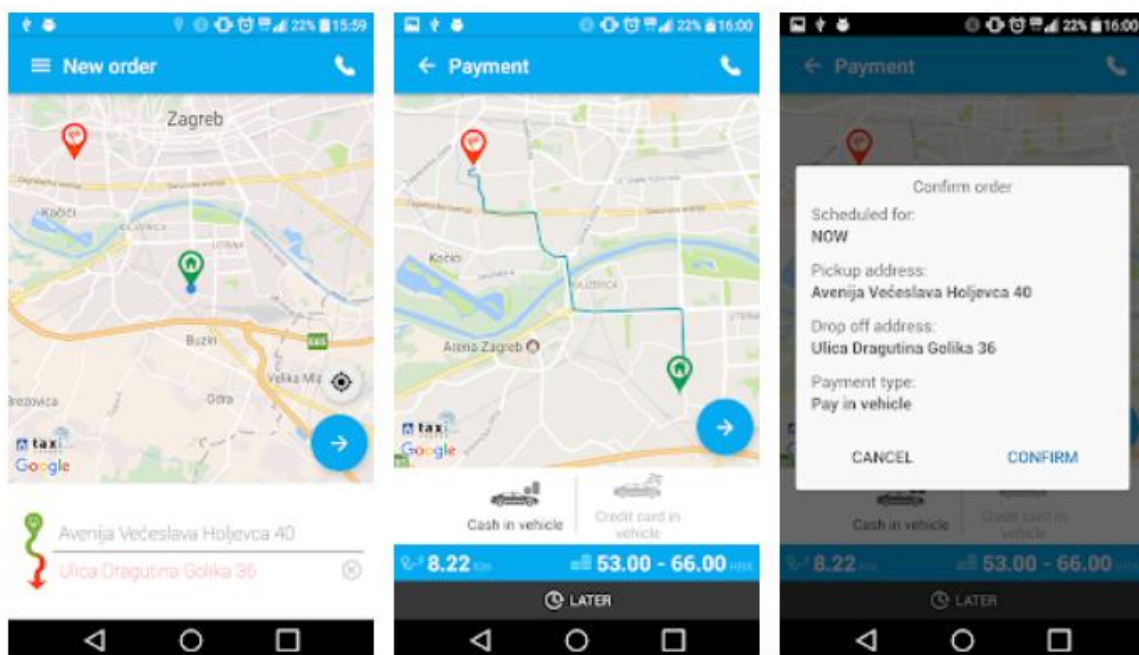 22% 15:59
New order
Zagreb
Kočići
Buzin
Velika Mla
Odra
Brezovica
taxi
Google
Avenija Većeslava Holjevca 40
Ulica Dragutina Golika 36
22% 16:00
Payment
Kočići
Arena Zagreb
taxi
Google
Cash in vehicle
Credit card in
vehicle
8.22 km
53.00 - 66.00 HRK
LATER
22% 16:00
Payment
Confirm order
Scheduled for:
NOW
Pickup address:
Avenija Većeslava Holjevca 40
Drop off address:
Ulica Dragutina Golika 36
Payment type:
Pay in vehicle
CANCEL
CONFIRM
Cash in vehicle
Credit card in
vehicle
8.22 km
53.00 - 66.00 HRK
LATER